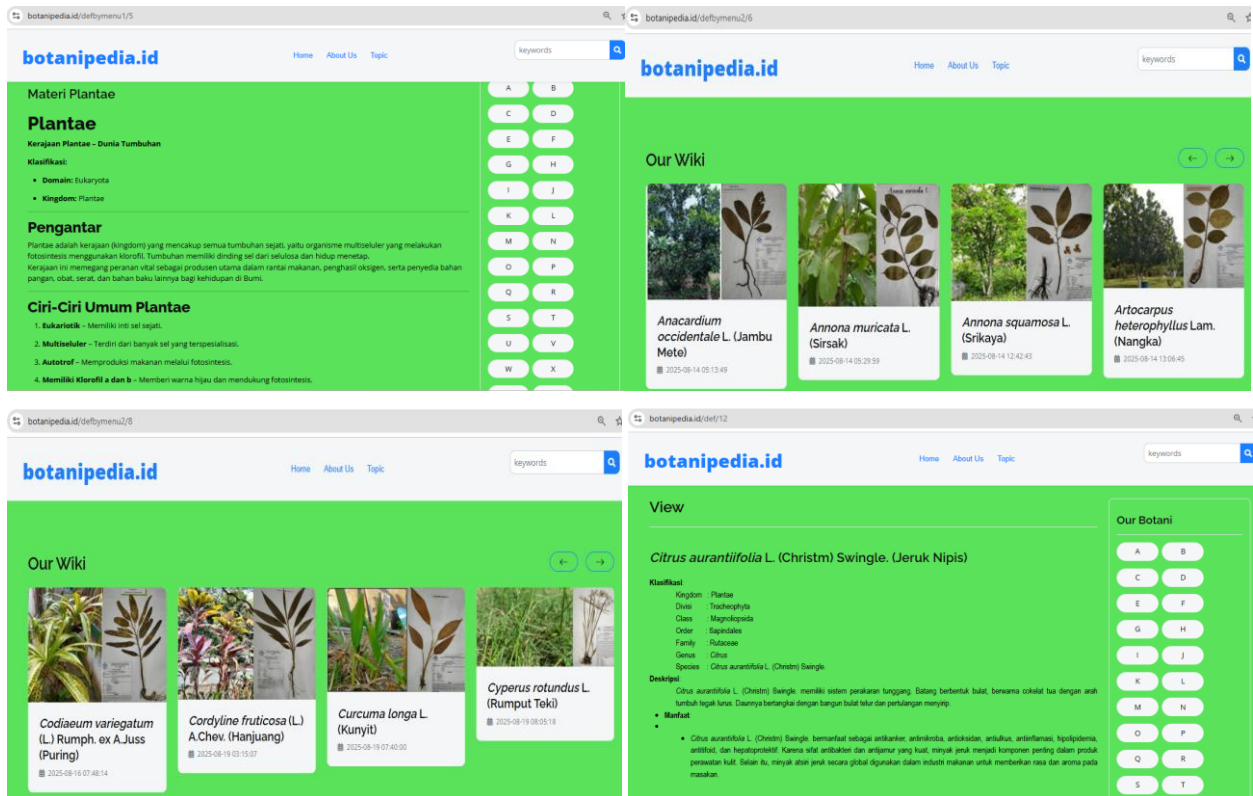 botanipedia.id/defbymenu1/5
botanipedia.id
Home About Us Topic
keywords
Materi Plantae
Plantae
Kerajaan Plantae – Dunia Tumbuhan
Klasifikasi:
Domain: Eukaryota
Kingdom: Plantae
Pengantar
Plantae adalah kerajaan (kingdom) yang mencakup semua tumbuhan sejati, yaitu organisme multiseluler yang melakukan
fotosintesis menggunakan klorofil. Tumbuhan memiliki dinding sel dari selulosa dan hidup menetap.
Kerajaan ini memegang peranan vital sebagai produsen utama dalam rantai makanan, penghasil oksigen, serta penyedia bahan
pangan, obat, serat, dan bahan baku lainnya bagi kehidupan di Bumi.
Ciri-Ciri Umum Plantae
1. Eukariotik – Memiliki inti sel sejati.
2. Multiseluler – Terdiri dari banyak sel yang terspesialisasi.
3. Autotrof – Memproduksi makanan melalui fotosintesis.
4. Memiliki Klorofil a dan b – Memberi warna hijau dan mendukung fotosintesis.
A B
C D
E F
G H
I J
K L
M N
O P
Q R
S T
U V
W X
botanipedia.id/defbymenu2/6
botanipedia.id
Home About Us Topic
keywords
Our Wiki
Anacardium
occidentale L. (Jambu
Mete)
2025-08-14 05:13:49
Annona muricata L.
Annona muricata L.
(Sirsak)
2025-08-14 05:29:59
Annona squamosa L.
(Srikaya)
2025-08-14 12:42:43
Artocarpus
heterophyllus Lam.
(Nangka)
2025-08-14 13:06:45
botanipedia.id/defbymenu2/8
botanipedia.id
Home About Us Topic
keywords
Our Wiki
Codiaeum variegatum
(L.) Rumph. ex A.Juss
(Puring)
2025-08-16 07:48:14
Cordyline fruticosa (L.)
A.Chev. (Hanjuang)
2025-08-19 03:15:07
Curcuma longa L.
(Kunyit)
2025-08-19 07:40:00
Cyperus rotundus L.
(Rumput Teki)
2025-08-19 08:05:18
botanipedia.id/def/12
botanipedia.id
Home About Us Topic
keywords
View
Citrus aurantiifolia L. (Christm) Swingle. (Jeruk Nipis)
Klasifikasi:
Kingdom : Plantae
Divisi : Tracheophyta
Class : Magnoliopsida
Order : Sapindales
Family : Rutaceae
Genus : Citrus
Species : Citrus aurantiifolia L. (Christm) Swingle.
Deskripsi:
Citrus aurantiifolia L. (Christm) Swingle. memiliki sistem perakaran tunggang. Batang berbentuk bulat, berwarna cokelat tua dengan arah
tumbuh tegak lurus. Daunnya bertangkai dengan bangun bulat telur dan pertulangan menyirip.
Manfaat:
Citrus aurantiifolia L. (Christm) Swingle. bermanfaat sebagai antikanker, antimikroba, antioksidan, antiulkus, antiinflamasi, hipolipidemia,
antitifoid, dan hepatoprotektif. Karena sifat antibakteri dan antijamur yang kuat, minyak jeruk menjadi komponen penting dalam produk
perawatan kulit. Selain itu, minyak atsiri jeruk secara global digunakan dalam industri makanan untuk memberikan rasa dan aroma pada
masakan.
Our Botani
A B
C D
E F
G H
I J
K L
M N
O P
Q R
S T